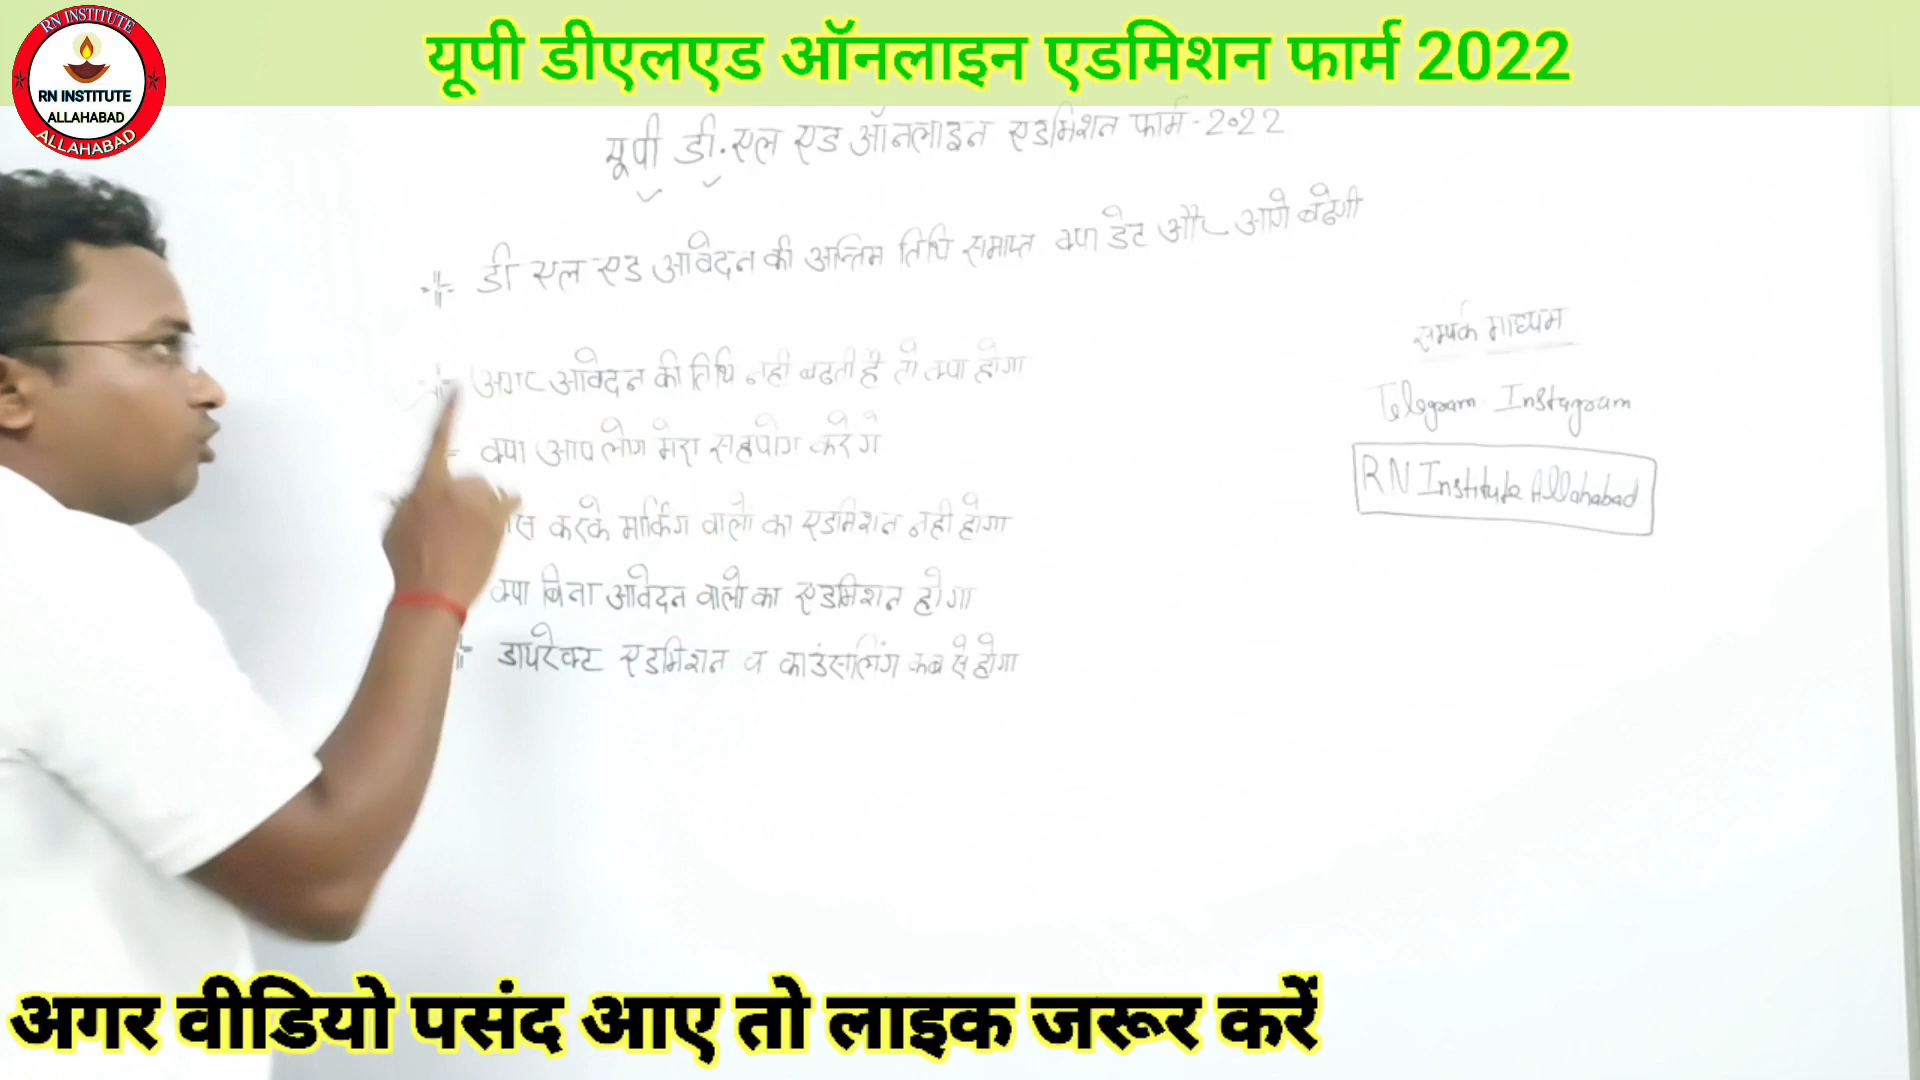 RN INSTITUTE
RN INSTITUTE
ALLAHABAD
ALLAHABAD
यूपी डीएलएड ऑनलाइन एडमिशन फार्म 2022
यूपी डी.एल एड ऑनलाइन एडमिशन फार्म-2022
डी एल एड आवेदन की अन्तिम तिथि समाप्त क्या डेट और आगे बढेगी
अगर आवेदन की तिथि नही बढती है तो क्या होगा
क्या आप लोग मेरा सहयोग करे गे
करके मार्किंग वालो का एडमिशन नही होगा
क्या बिना आवेदन वालो का एडमिशन होगा
डायरेक्ट एडमिशन व काउंसलिंग कब से होगा
सम्पर्क माध्यम
Telegram Instagram
RN Institute Allahabad
अगर वीडियो पसंद आए तो लाइक जरूर करें